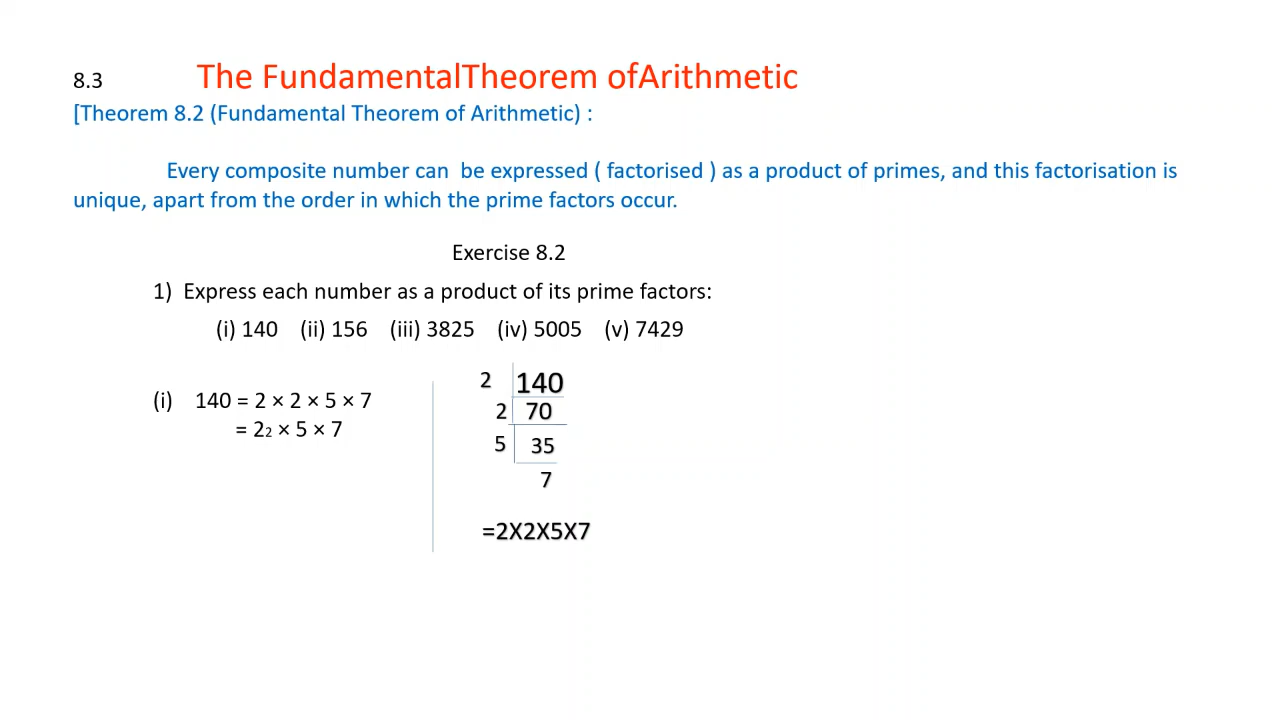 8.3 The FundamentalTheorem ofArithmetic
[Theorem 8.2 (Fundamental Theorem of Arithmetic) :
Every composite number can be expressed ( factorised ) as a product of primes, and this factorisation is
unique, apart from the order in which the prime factors occur.
Exercise 8.2
1) Express each number as a product of its prime factors:
(i) 140 (ii) 156 (iii) 3825 (iv) 5005 (v) 7429
(i) 140 = 2 × 2 × 5 × 7
= 2₂ × 5 × 7
2 140
2 70
5 35
7
=2X2X5X7